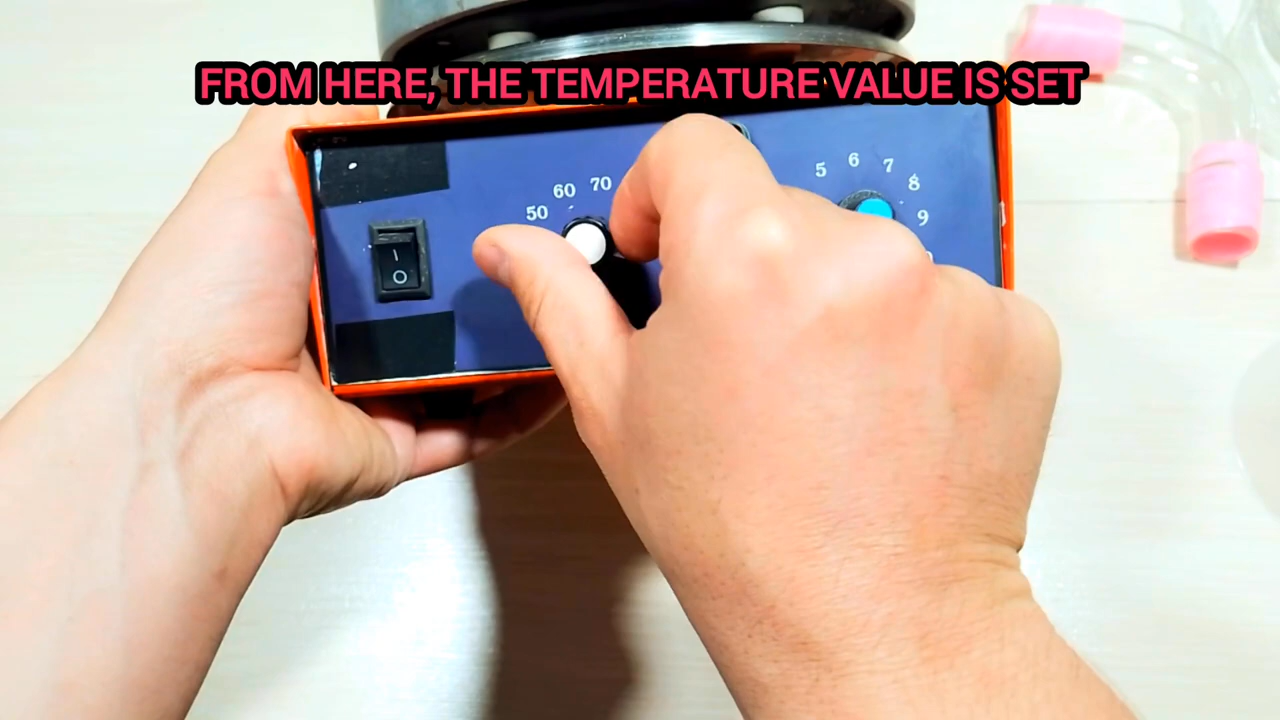 FROM HERE, THE TEMPERATURE VALUE IS SET
50 60 70
5 6 7 8 9
I
O